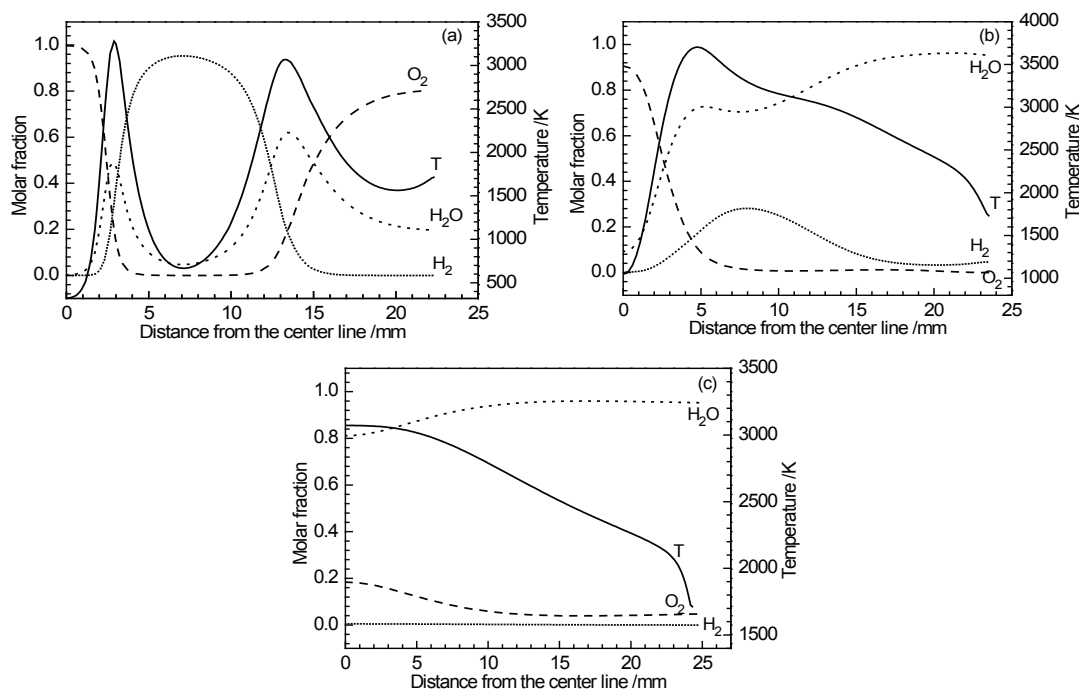 (a)
1.0
0.8
0.6
0.4
0.2
0.0
Molar fraction
3500
3000
2500
2000
1500
1000
500
Temperature /K
O2
T
H2O
H2
0 5 10 15 20 25
Distance from the center line /mm
(b)
1.0
0.8
0.6
0.4
0.2
0.0
Molar fraction
4000
3500
3000
2500
2000
1500
1000
Temperature /K
H2O
T
H2
O2
0 5 10 15 20 25
Distance from the center line /mm
(c)
1.0
0.8
0.6
0.4
0.2
0.0
Molar fraction
3500
3000
2500
2000
1500
Temperature /K
H2O
T
O2
H2
0 5 10 15 20 25
Distance from the center line /mm